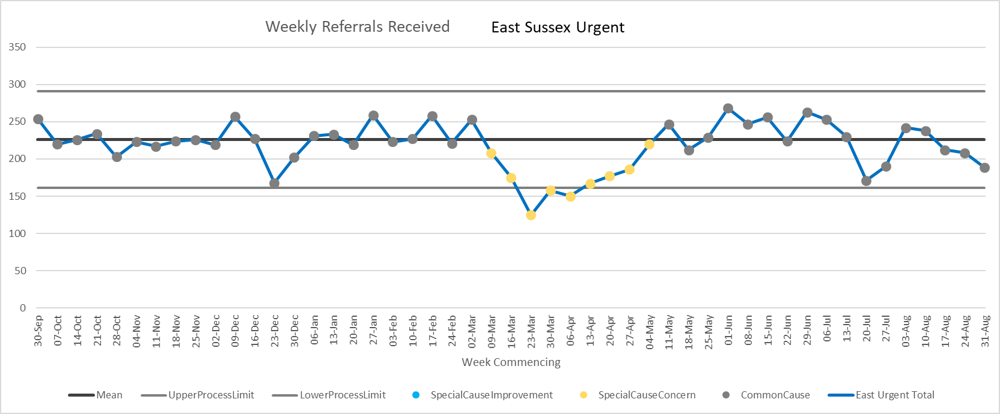 Weekly Referrals Received East Sussex Urgent
350
300
250
200
150
100
50
0
30-Sep
07-Oct
14-Oct
21-Oct
28-Oct
04-Nov
11-Nov
18-Nov
25-Nov
02-Dec
09-Dec
16-Dec
23-Dec
30-Dec
06-Jan
13-Jan
20-Jan
27-Jan
03-Feb
10-Feb
17-Feb
24-Feb
02-Mar
09-Mar
16-Mar
23-Mar
30-Mar
06-Apr
13-Apr
20-Apr
27-Apr
04-May
11-May
18-May
25-May
01-Jun
08-Jun
15-Jun
22-Jun
29-Jun
06-Jul
13-Jul
20-Jul
27-Jul
03-Aug
10-Aug
17-Aug
24-Aug
31-Aug
Week Commencing
Mean UpperProcessLimit LowerProcessLimit SpecialCauseImprovement SpecialCauseConcern CommonCause East Urgent Total